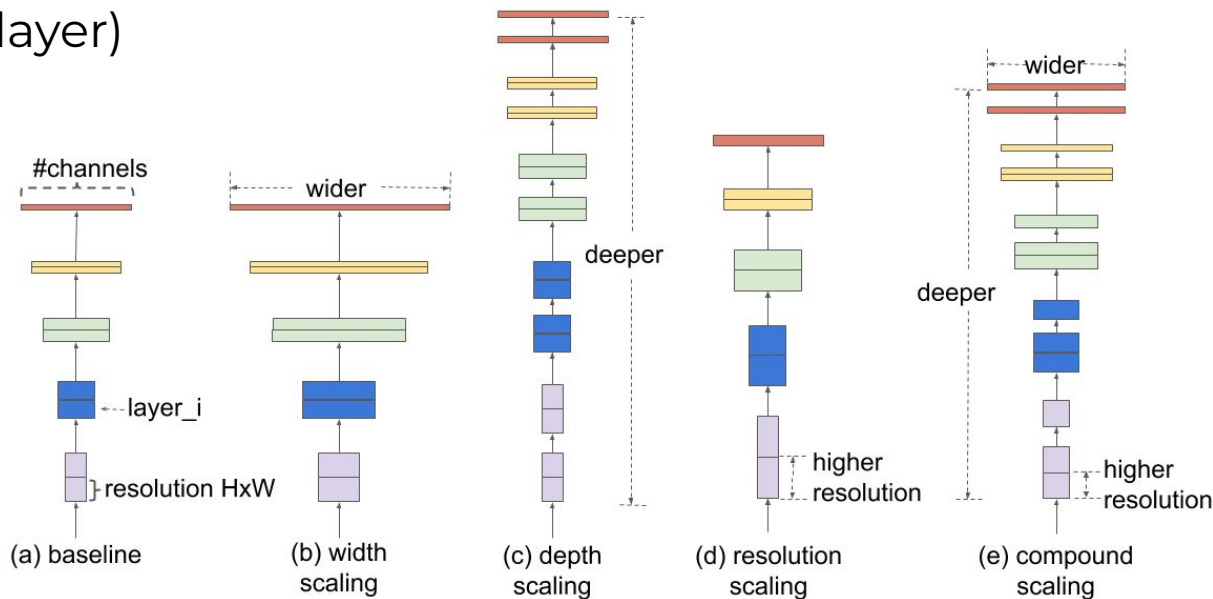 layer)
#channels
layer_i
resolution HxW
(a) baseline
wider
(b) width
scaling
deeper
(c) depth
scaling
higher
resolution
(d) resolution
scaling
wider
deeper
higher
resolution
(e) compound
scaling